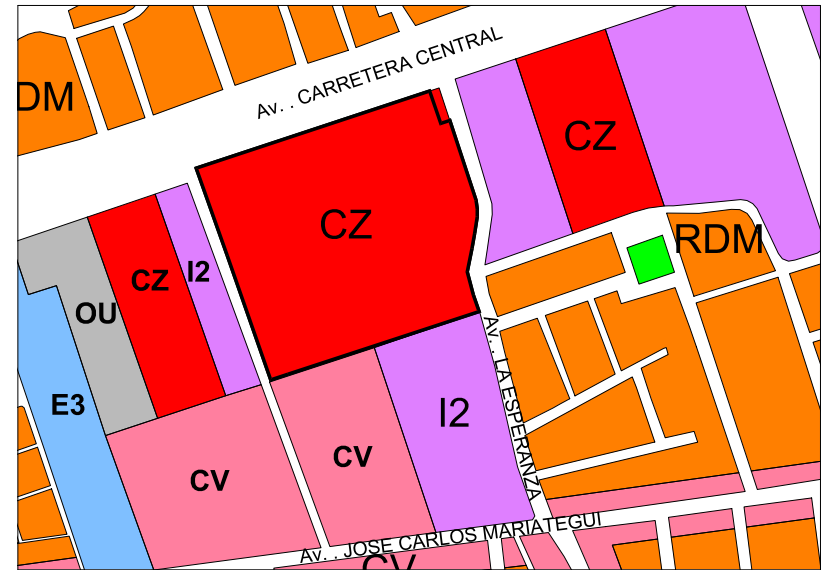 Av. . CARRETERA CENTRAL
DM
CZ
CZ
RDM
CZ
I2
OU
E3
I2
CV
CV
Av. . LA ESPERANZA
Av. . JOSE CARLOS MARIATEGUI
CV